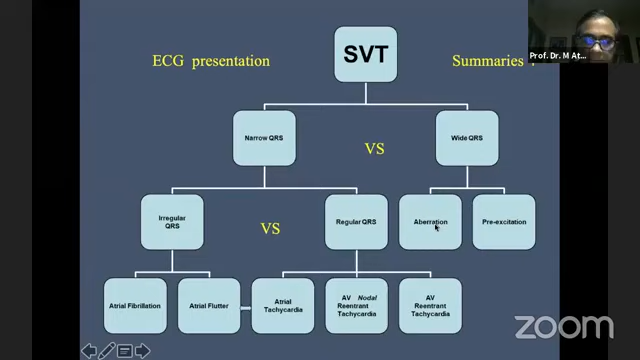 Prof. Dr. M At...
ECG presentation
SVT
Summaries
Narrow QRS
VS
Wide QRS
Irregular
QRS
VS
Regular QRS
Aberration
Pre-excitation
Atrial Fibrillation
Atrial Flutter
Atrial
Tachycardia
AV Nodal
Reentrant
Tachycardia
AV
Reentrant
Tachycardia
zoom